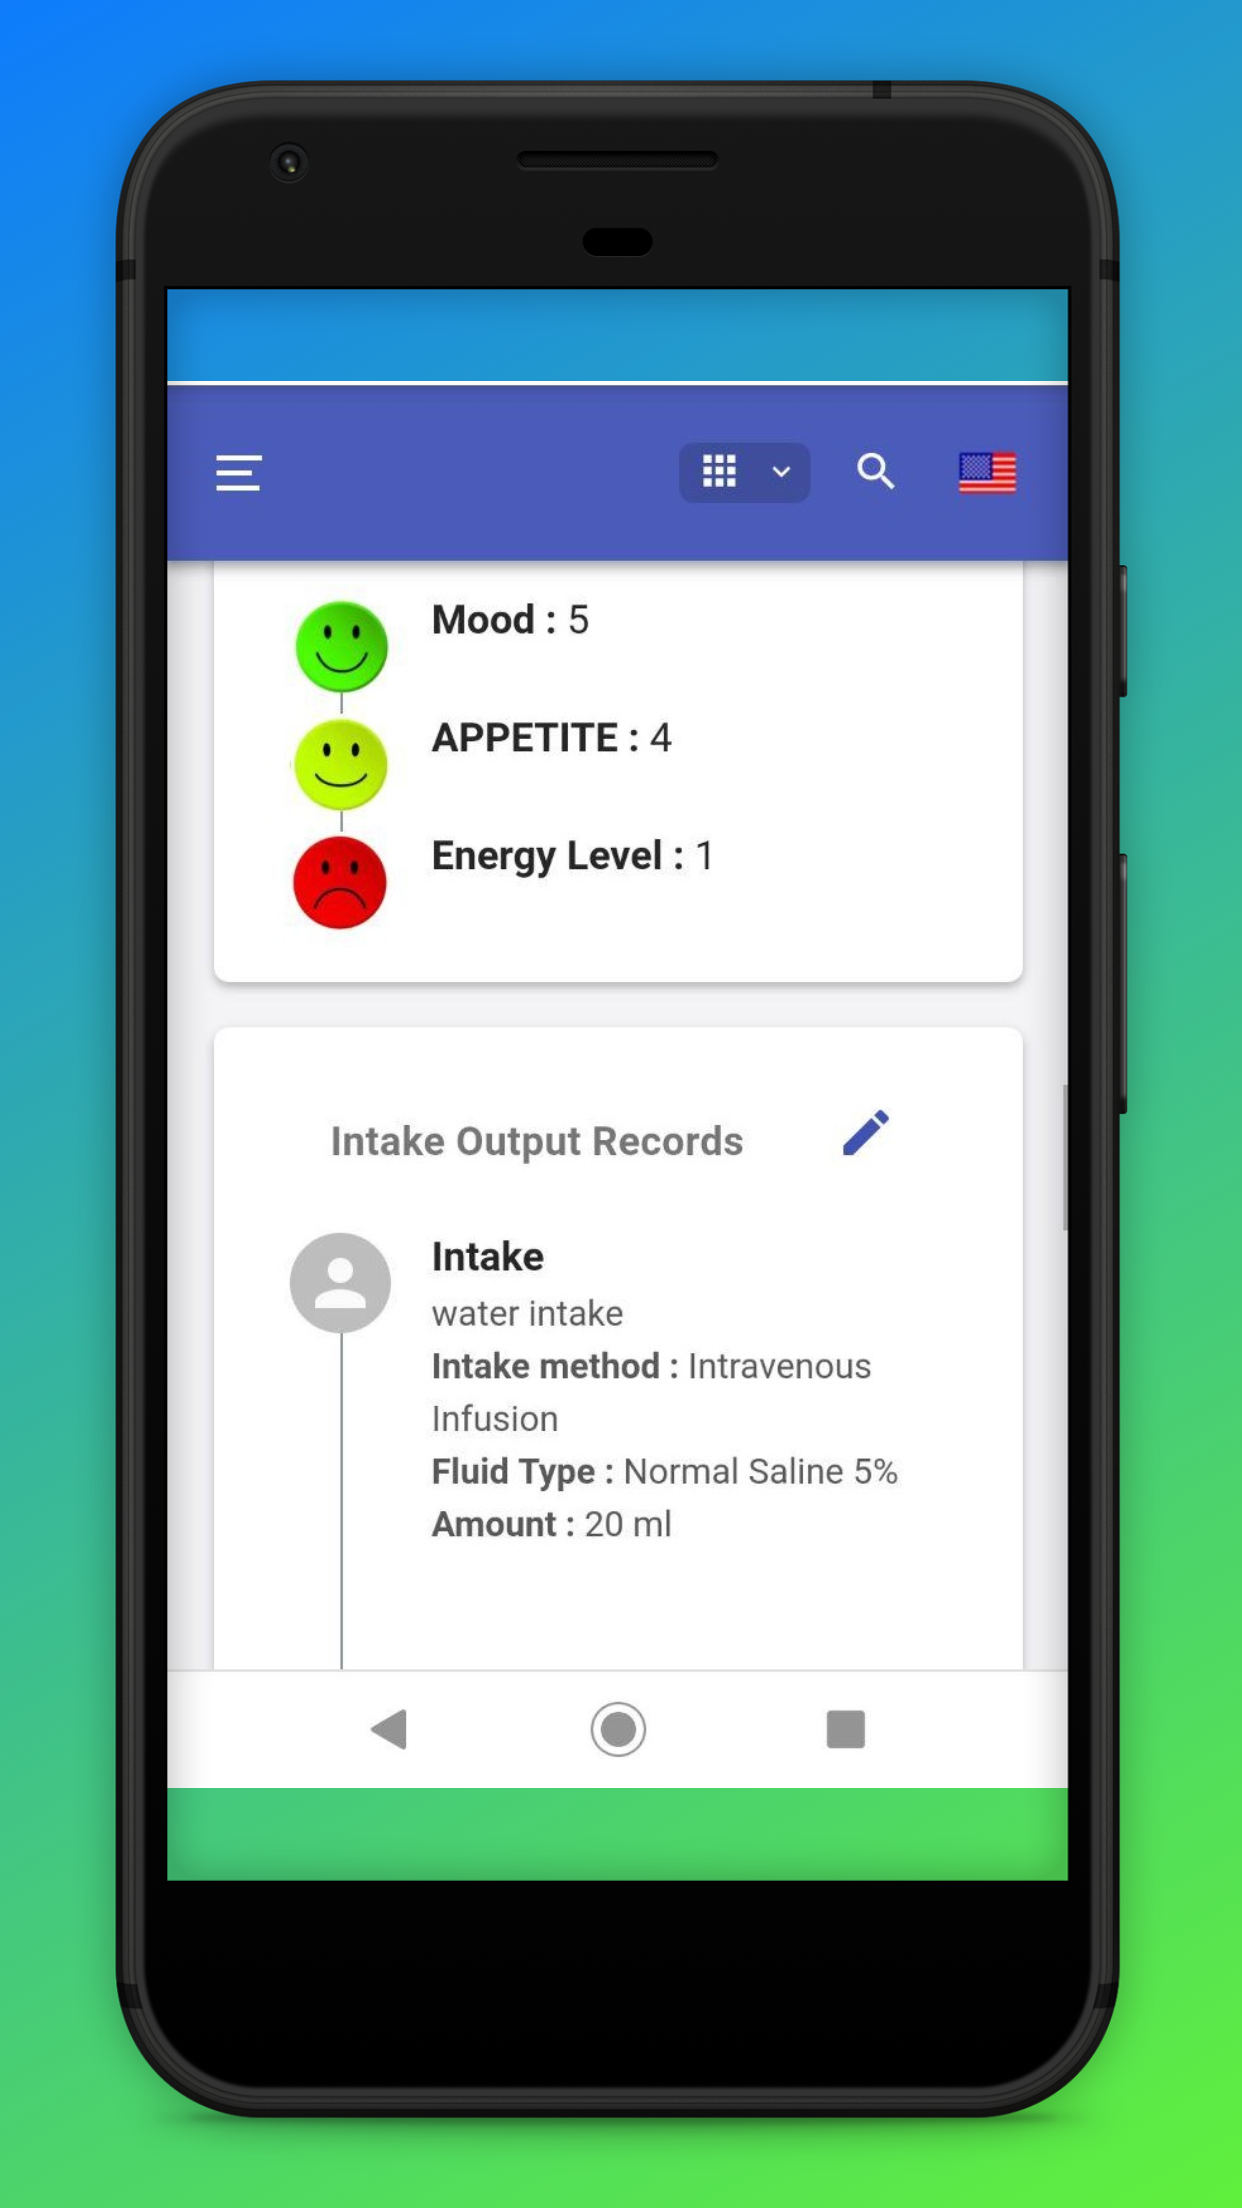 Mood : 5
APPETITE : 4
Energy Level : 1
Intake Output Records
Intake
water intake
Intake method : Intravenous
Infusion
Fluid Type : Normal Saline 5%
Amount : 20 ml